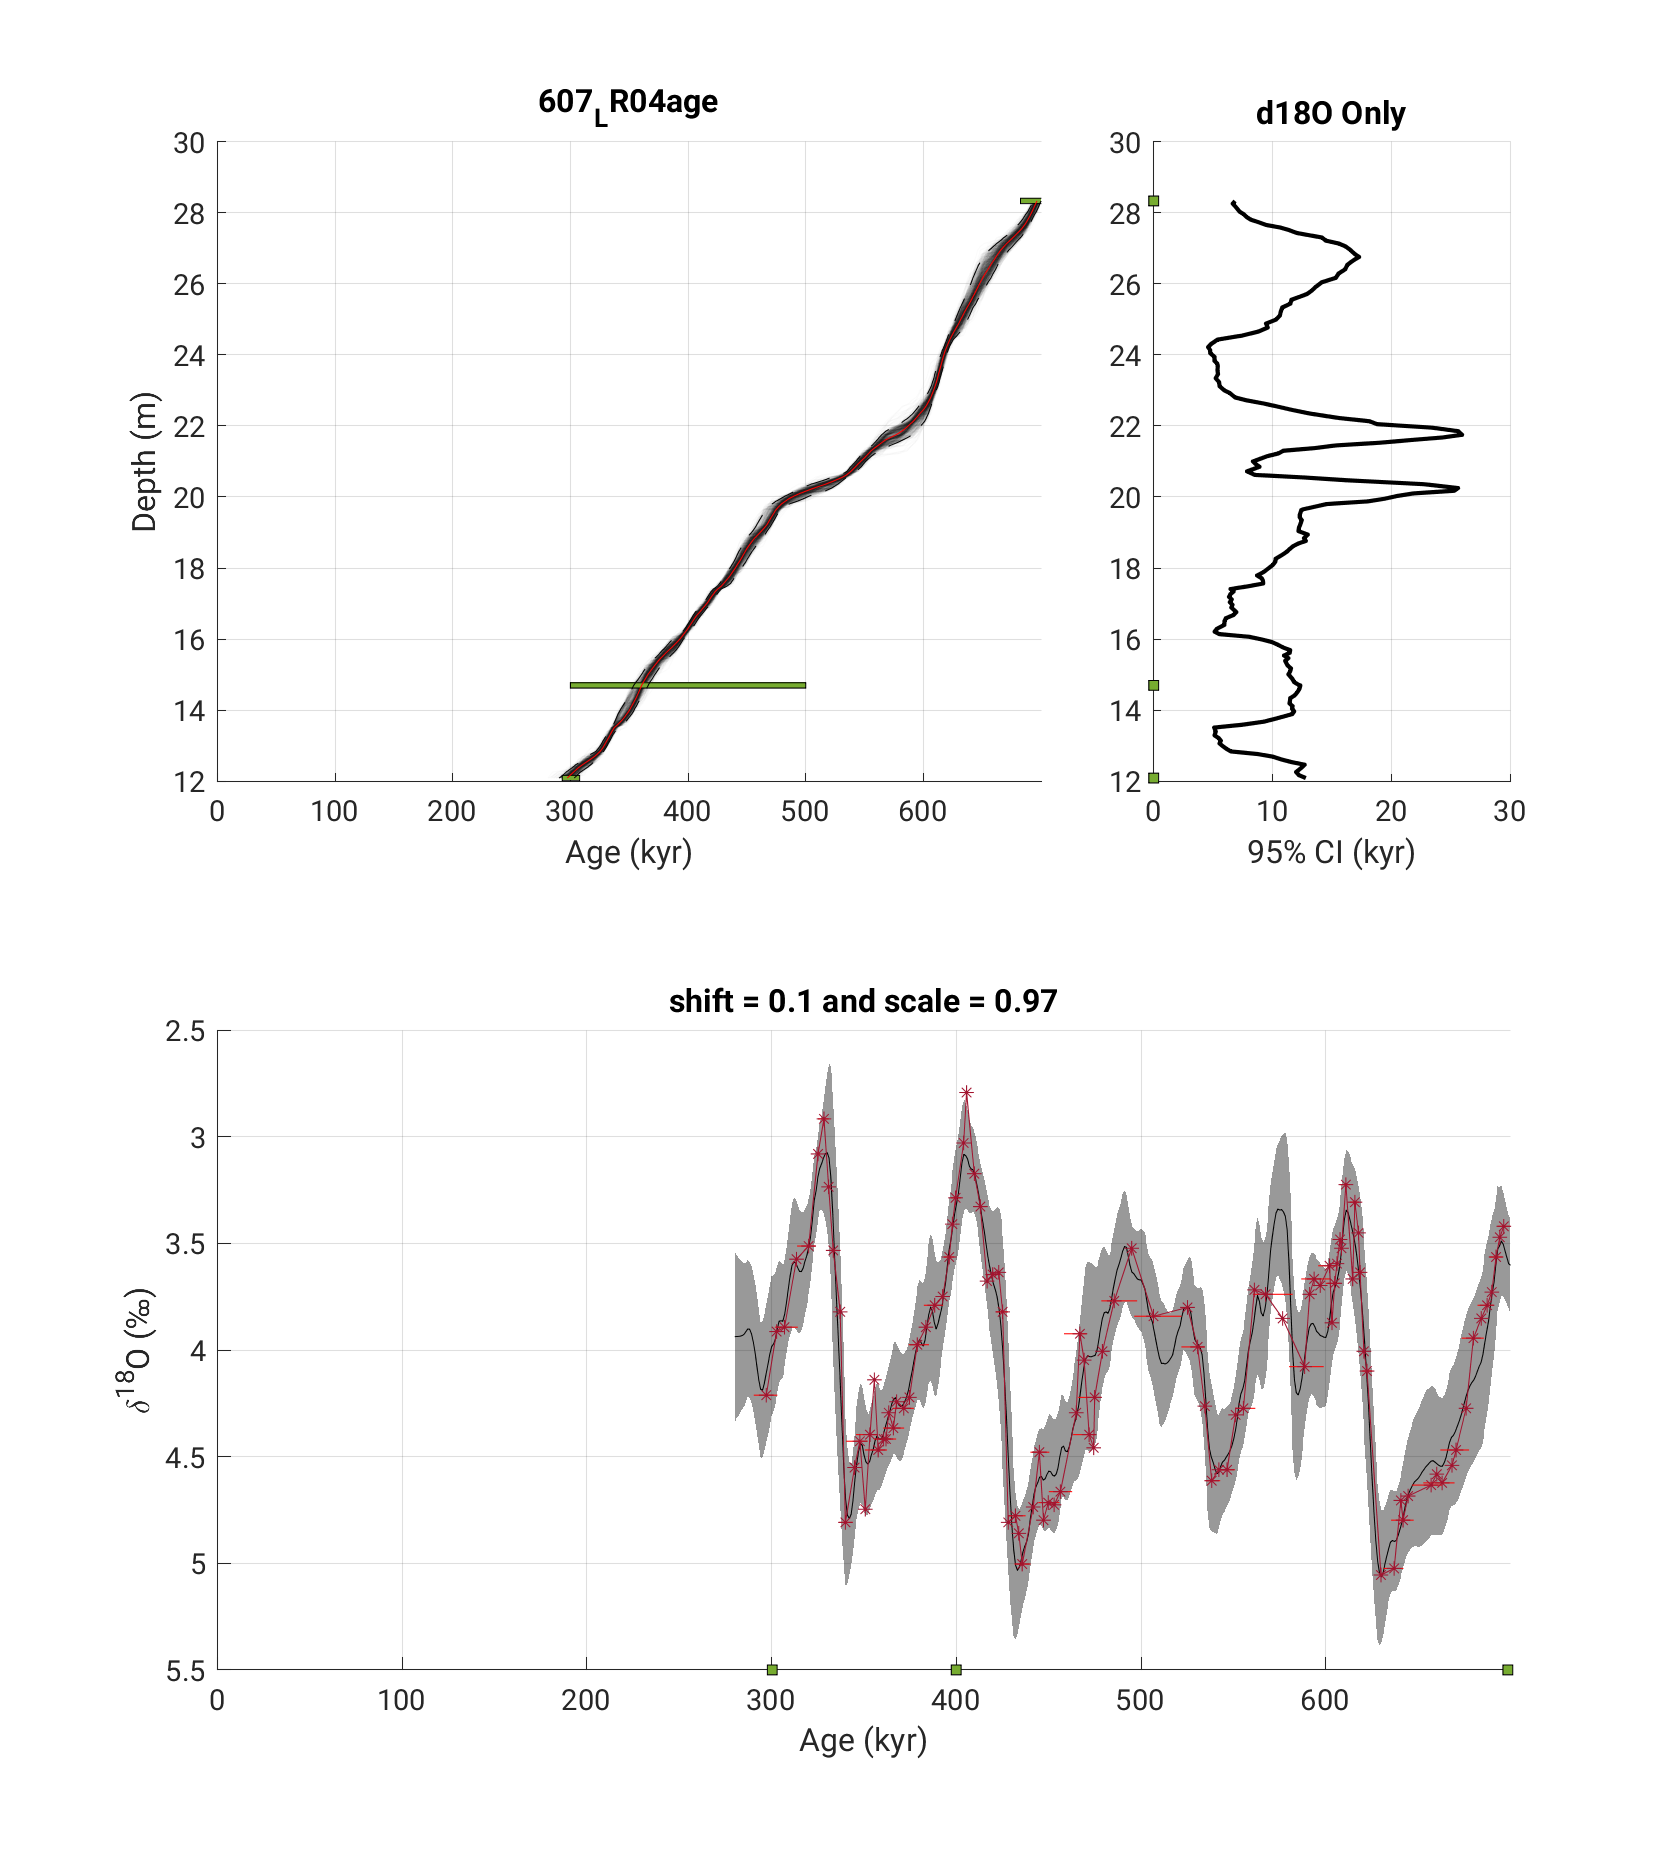 607LR04age
30
28
26
24
22
20
18
16
14
12
Depth (m)
0 100 200 300 400 500 600
Age (kyr)
d18O Only
30
28
26
24
22
20
18
16
14
12
0 10 20 30
95% CI (kyr)
shift = 0.1 and scale = 0.97
2.5
3
3.5
4
4.5
5
5.5
δ18O (‰)
0 100 200 300 400 500 600
Age (kyr)